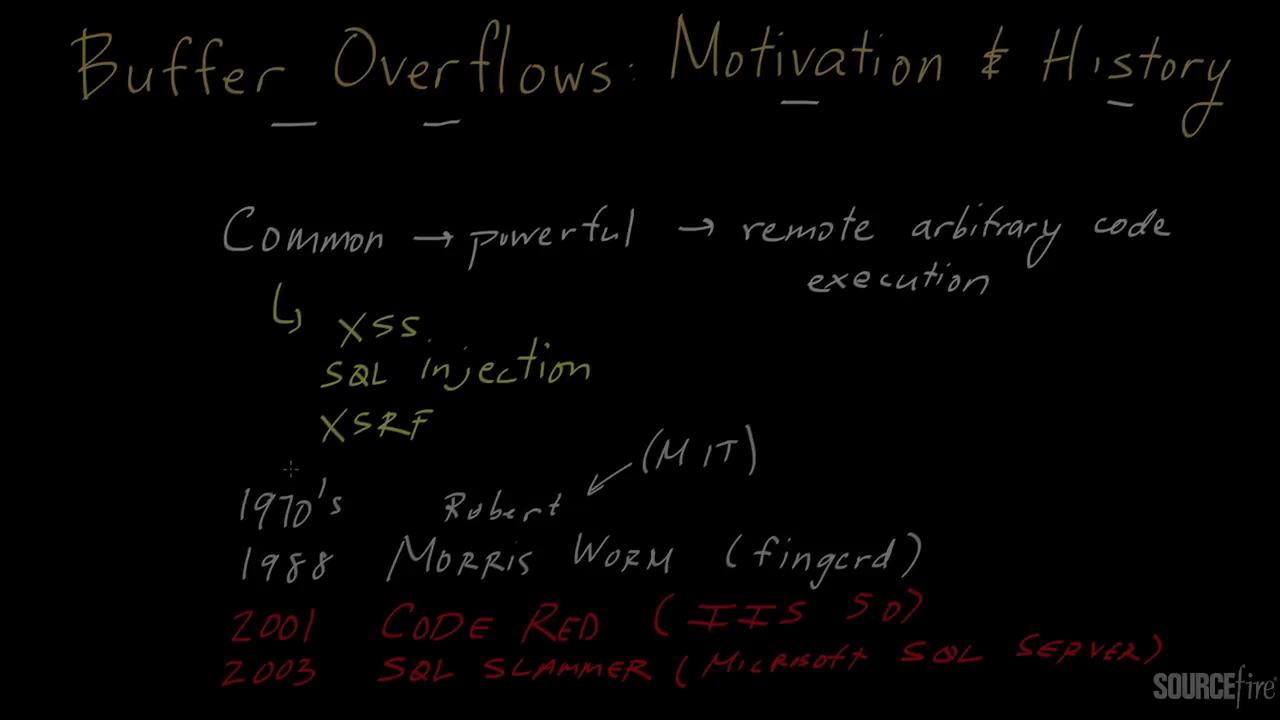 Buffer Overflows: Motivation & History
Common → powerful → remote arbitrary code
execution
↳ XSS.
SQL injection
XSRF
(MIT)
1970's Robert
1988 MORRIS WORM (fingerd)
2001 CODE RED (IIS 5.0)
2003 SQL SLAMMER (MICRISOFT SQL SERVER)
SOURCEfire